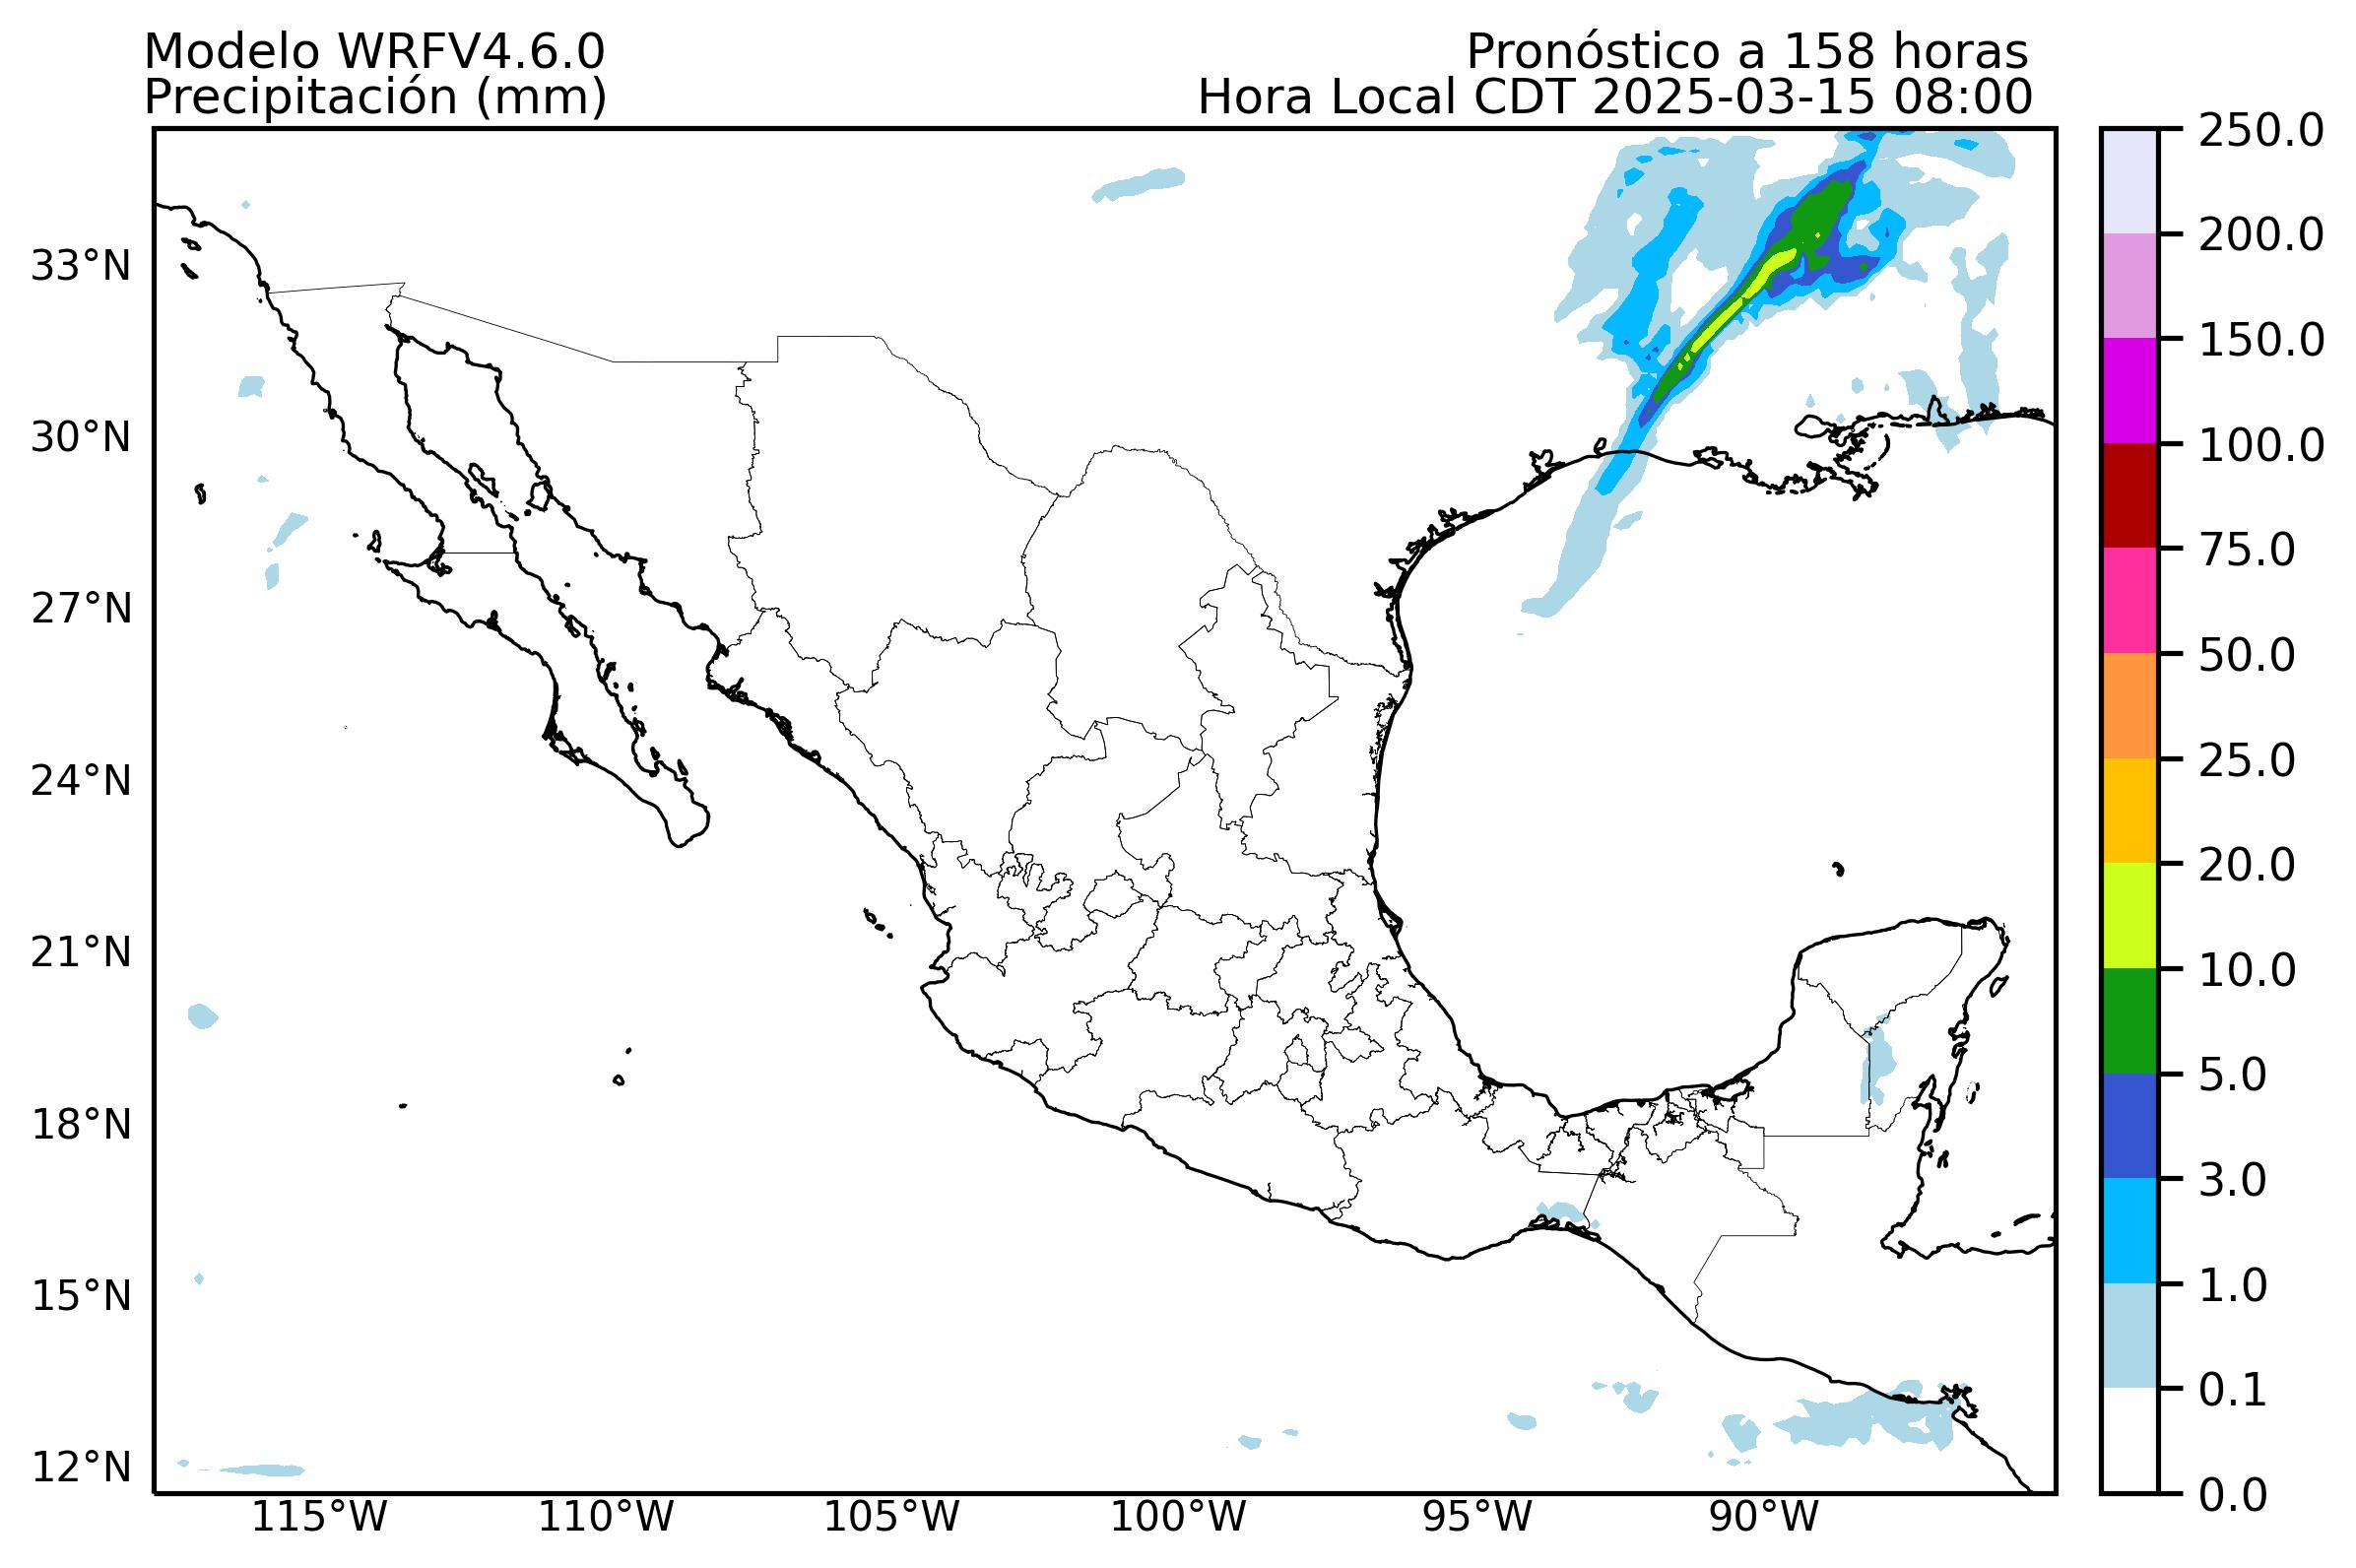 Modelo WRFV4.6.0
Precipitación (mm)
Pronóstico a 158 horas
Hora Local CDT 2025-03-15 08:00
33°N
30°N
27°N
24°N
21°N
18°N
15°N
12°N
115°W
110°W
105°W
100°W
95°W
90°W
250.0
200.0
150.0
100.0
75.0
50.0
25.0
20.0
10.0
5.0
3.0
1.0
0.1
0.0